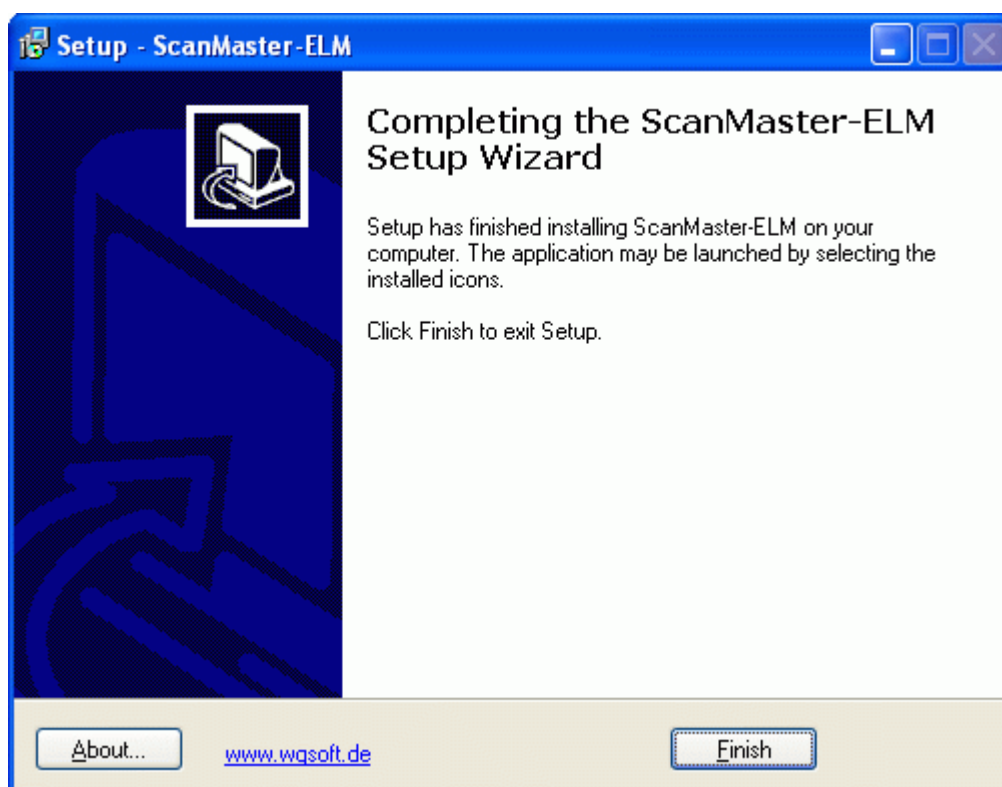 Setup - ScanMaster-ELM
Completing the ScanMaster-ELM
Setup Wizard
Setup has finished installing ScanMaster-ELM on your
computer. The application may be launched by selecting the
installed icons.
Click Finish to exit Setup.
About...
www.wgsoft.de
Finish